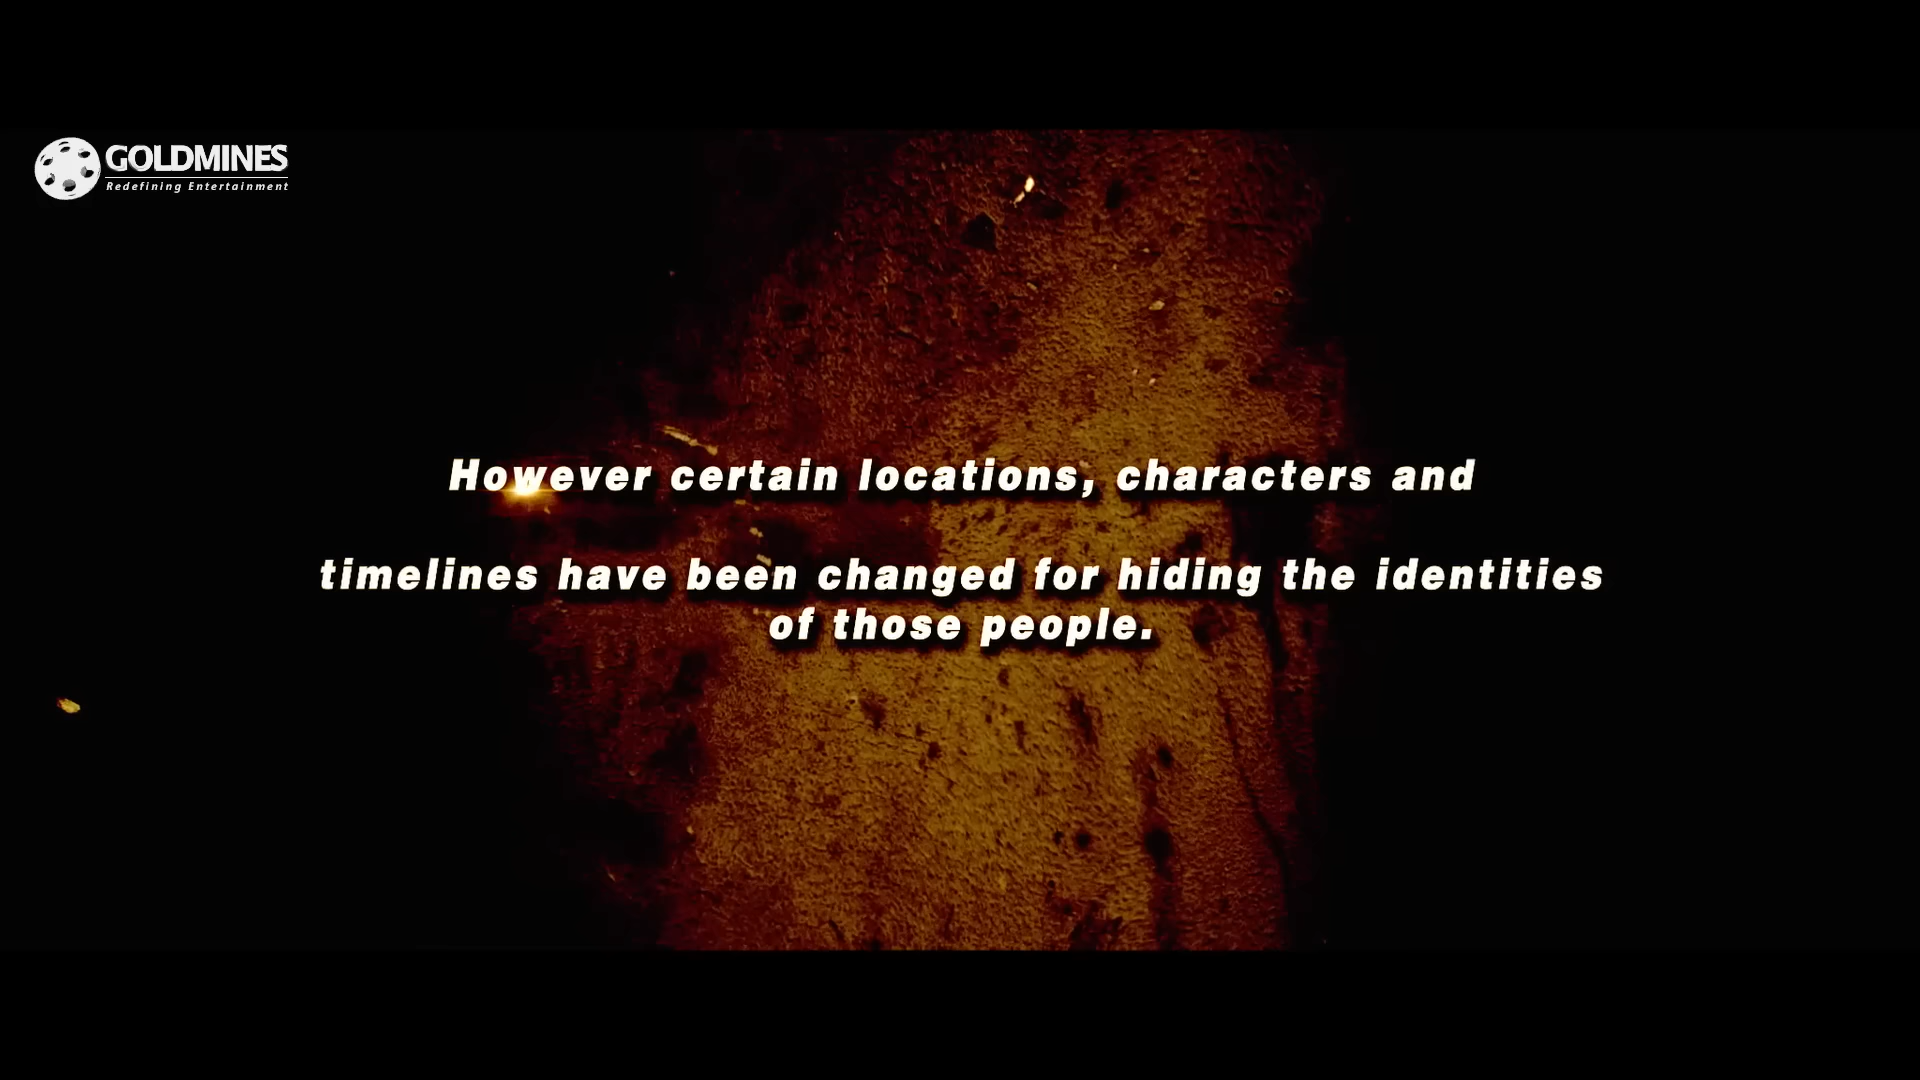 GOLDMINES
Redefining Entertainment
However certain locations, characters and
timelines have been changed for hiding the identities
of those people.